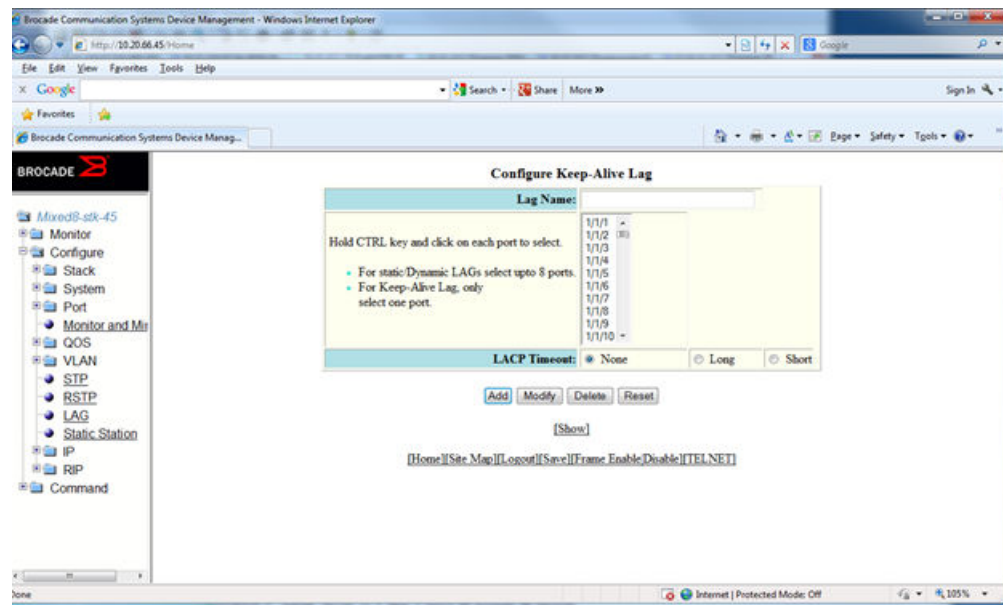 Brocade Communication Systems Device Management - Windows Internet Explorer
http://10.20.66.45/Home
Google
File Edit View Favorites Tools Help
x Google
Search Share More »
Sign In
Favorites
Brocade Communication Systems Device Manag...
Page Safety Tools
BROCADE
Mixed8-stk-45
Monitor
Configure
Stack
System
Port
Monitor and Mir
QOS
VLAN
STP
RSTP
LAG
Static Station
IP
RIP
Command
Configure Keep-Alive Lag
Lag Name:
Hold CTRL key and click on each port to select.
For static/Dynamic LAGs select upto 8 ports.
For Keep-Alive Lag, only
select one port.
1/1/1
1/1/2
1/1/3
1/1/4
1/1/5
1/1/6
1/1/7
1/1/8
1/1/9
1/1/10
LACP Timeout: None Long Short
Add Modify Delete Reset
[Show]
[Home][Site Map][Logout][Save][Frame Enable|Disable][TELNET]
Done
Internet | Protected Mode: Off
105%